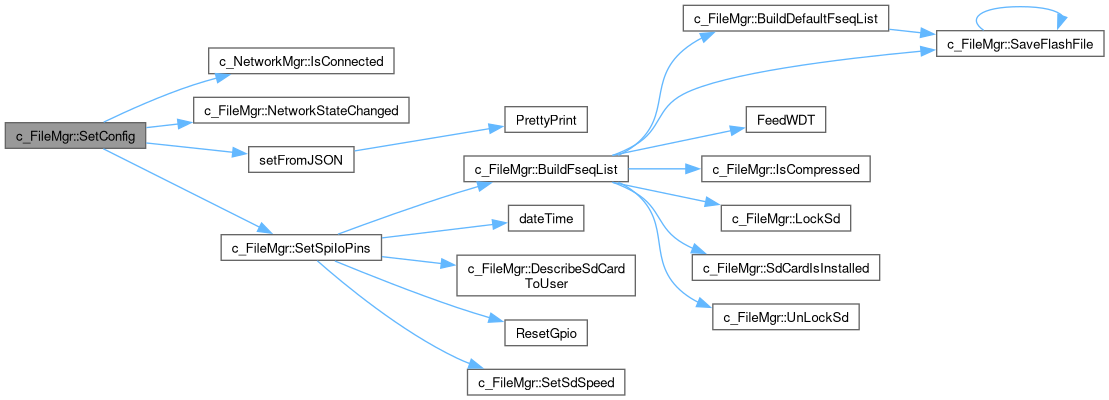 c_FileMgr::SetConfig
c_NetworkMgr::IsConnected
c_FileMgr::NetworkStateChanged
setFromJSON
c_FileMgr::SetSpiIoPins
PrettyPrint
c_FileMgr::BuildFseqList
dateTime
c_FileMgr::DescribeSdCard
ToUser
ResetGpio
c_FileMgr::SetSdSpeed
c_FileMgr::BuildDefaultFseqList
FeedWDT
c_FileMgr::IsCompressed
c_FileMgr::LockSd
c_FileMgr::SdCardIsInstalled
c_FileMgr::UnLockSd
c_FileMgr::SaveFlashFile